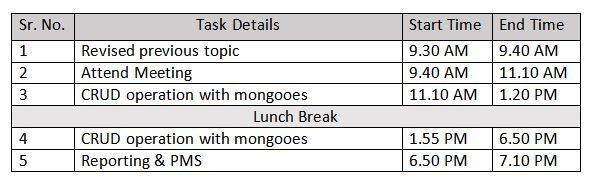 Sr. No. Task Details Start Time End Time
1 Revised previous topic 9.30 AM 9.40 AM
2 Attend Meeting 9.40 AM 11.10 AM
3 CRUD operation with mongooes 11.10 AM 1.20 PM
Lunch Break
4 CRUD operation with mongooes 1.55 PM 6.50 PM
5 Reporting & PMS 6.50 PM 7.10 PM